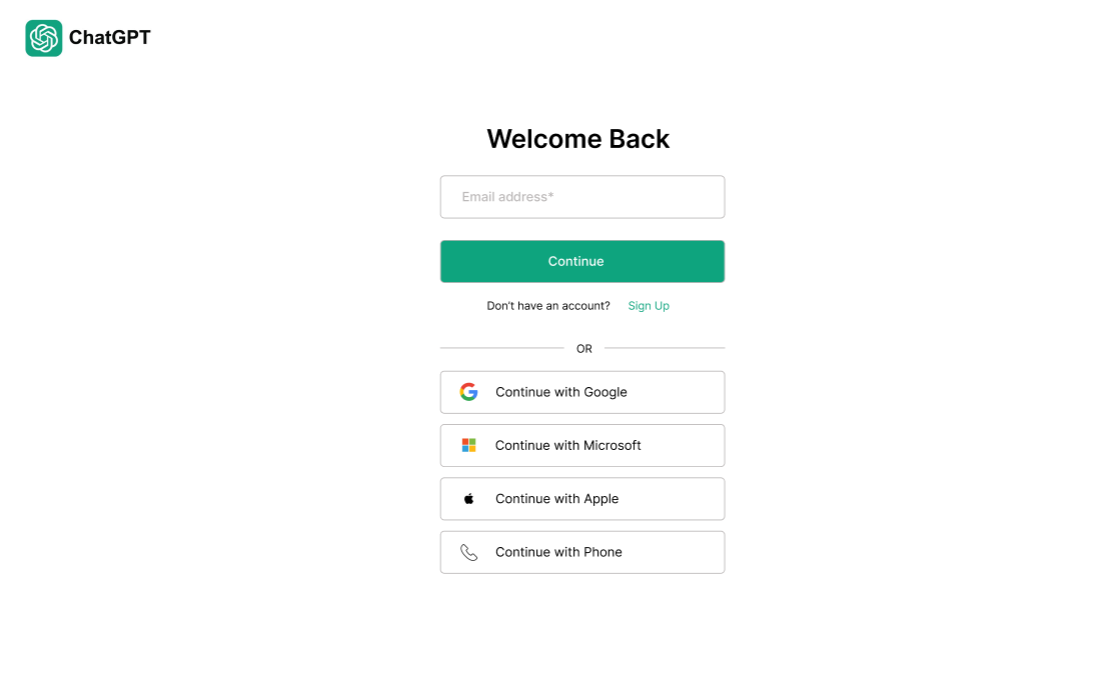 ChatGPT
Welcome Back
Email address*
Continue
Don't have an account? Sign Up
OR
Continue with Google
Continue with Microsoft
Continue with Apple
Continue with Phone